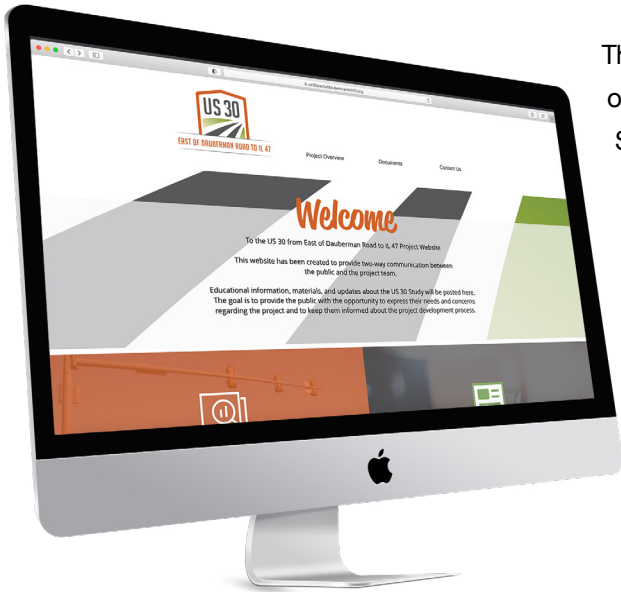 Th
o
S
US 30
EAST OF DAUBERMAN ROAD TO IL 47
Project Overview
Documents
Contact Us
Welcome
To the US 30 from East of Dauberman Road to IL 47 Project Website
This website has been created to provide two-way communication between
the public and the project team.
Educational information, materials, and updates about the US 30 Study will be posted here.
The goal is to provide the public with the opportunity to express their needs and concerns
regarding the project and to keep them informed about the project development process.